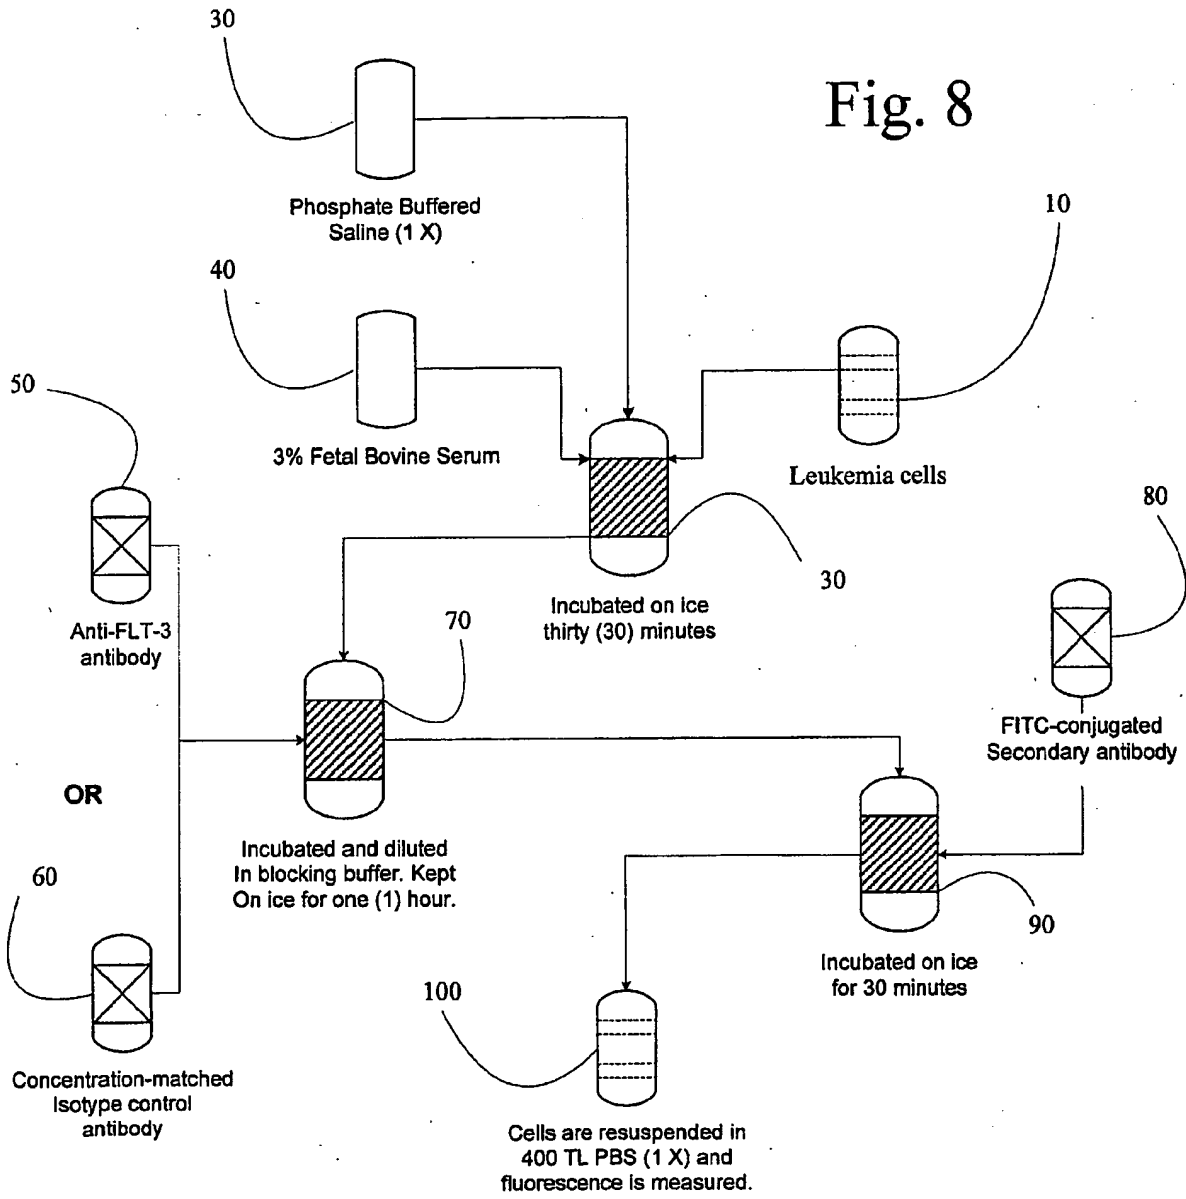 30
Fig. 8
Phosphate Buffered
Saline (1 X)
10
40
50
3% Fetal Bovine Serum
Leukemia cells
80
30
Incubated on ice
thirty (30) minutes
Anti-FLT-3
antibody
70
FITC-conjugated
Secondary antibody
OR
Incubated and diluted
In blocking buffer. Kept
On ice for one (1) hour.
60
90
Incubated on ice
for 30 minutes
100
Concentration-matched
Isotype control
antibody
Cells are resuspended in
400 TL PBS (1 X) and
fluorescence is measured.